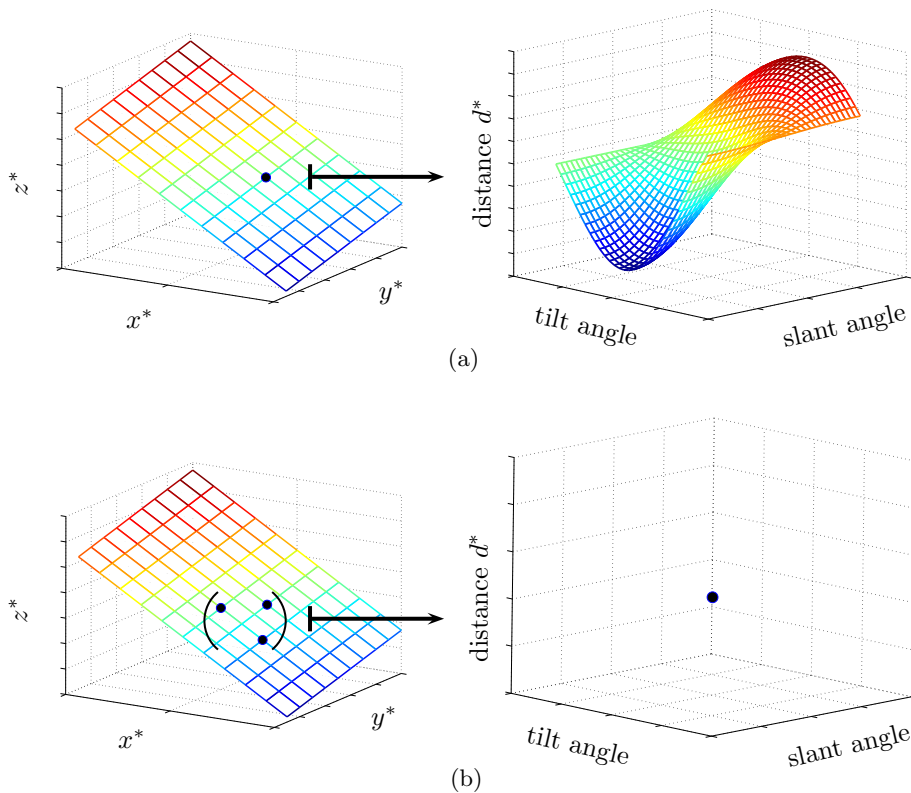 z*
x*
y*
distance d*
tilt angle
slant angle
(a)
z*
x*
y*
distance d*
tilt angle
slant angle
(b)